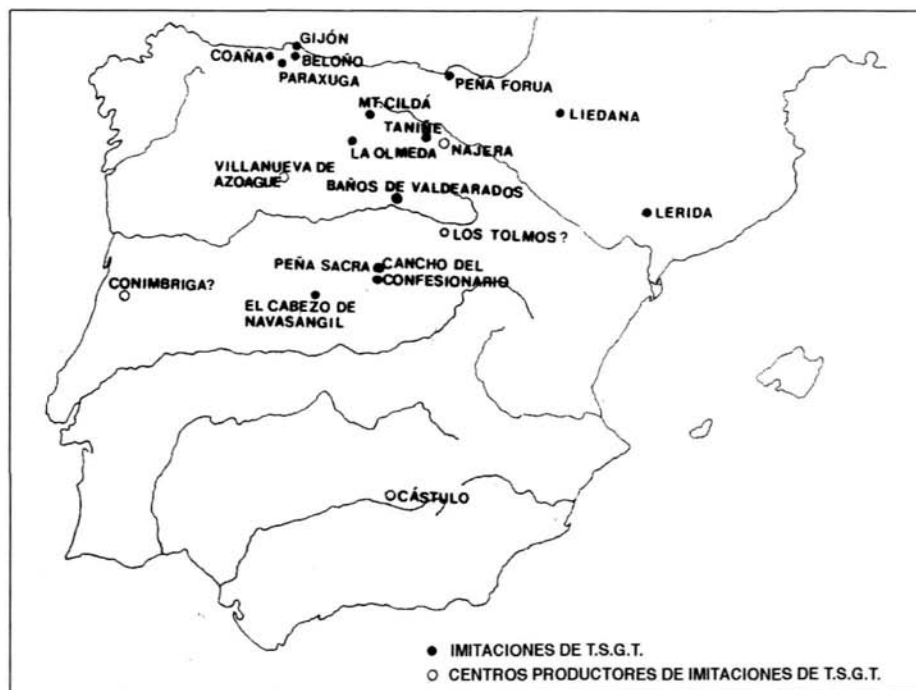 GIJÓN
COAÑA
BELOÑO
PARAXUGA
PEÑA FORUA
MT. CILDÁ
LIEDANA
TANIÑE
LA OLMEDA
NAJERA
VILLANUEVA DE
AZOAGUE
BAÑOS DE VALDEARADOS
LERIDA
LOS TOLMOS?
PEÑA SACRA
CANCHO DEL
CONFESIONARIO
CONIMBRIGA?
EL CABEZO DE
NAVASANGIL
CÁSTULO
IMITACIONES DE T.S.G.T.
CENTROS PRODUCTORES DE IMITACIONES DE T.S.G.T.